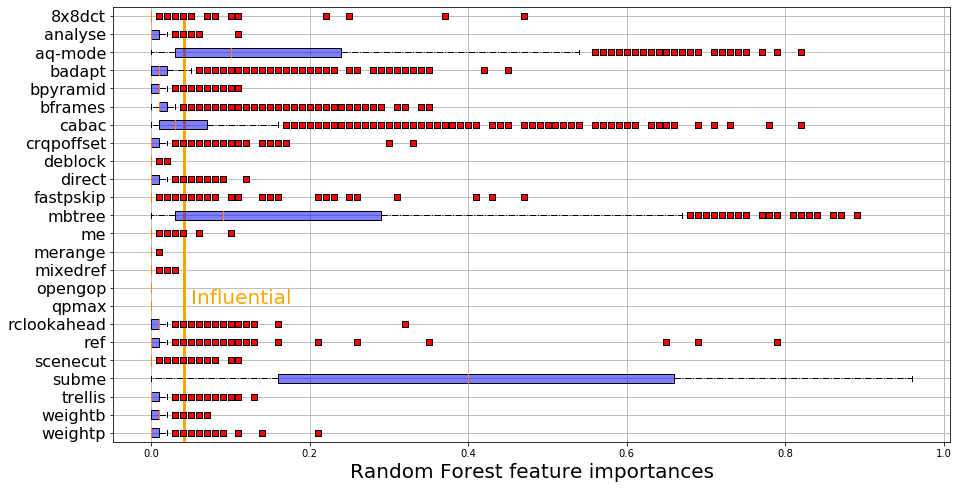 8x8dct
analyse
aq-mode
badapt
bpyramid
bframes
cabac
crqpoffset
deblock
direct
fastpskip
mbtree
me
merange
mixedref
opengop
Influential
qpmax
rclookahead
ref
scenecut
subme
trellis
weightb
weightp
0.0 0.2 0.4 0.6 0.8 1.0
Random Forest feature importances